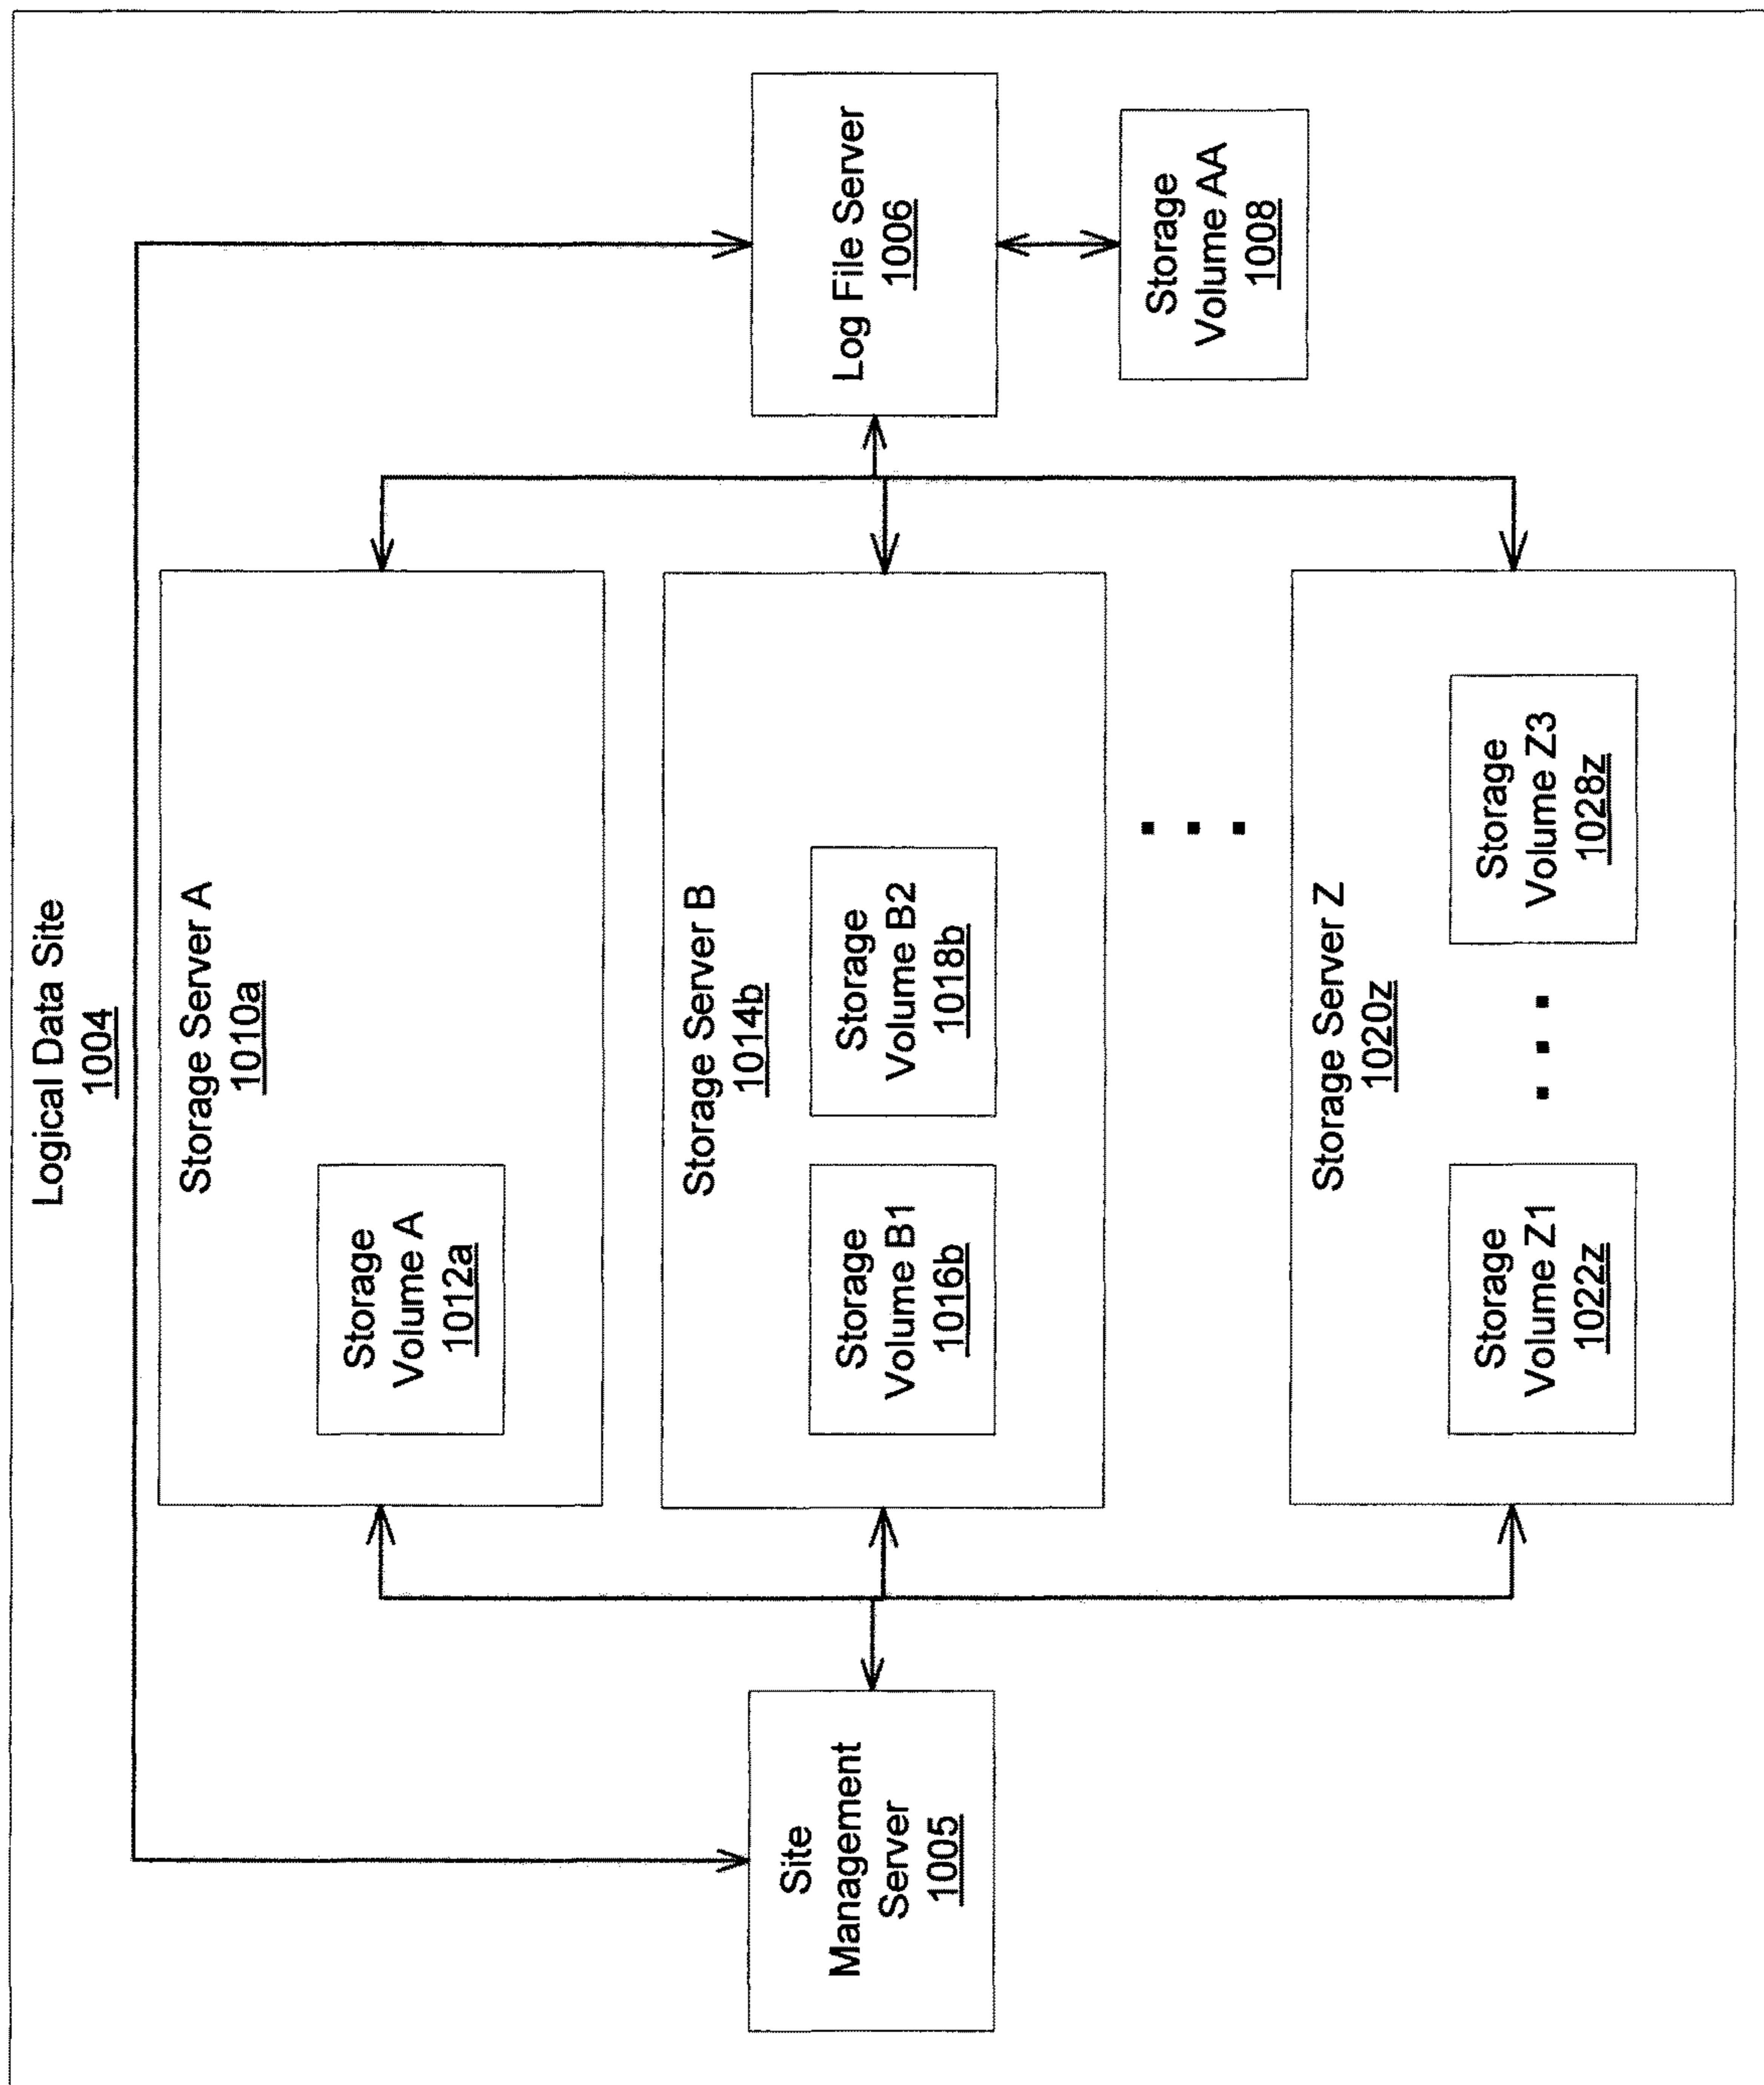 Logical Data Site
1004
Storage Server A
1010a
Storage
Volume A
1012a
Storage Server B
1014b
Storage
Volume B1
1016b
Storage
Volume B2
1018b
Storage Server Z
1020z
Storage
Volume Z1
1022z
Storage
Volume Z3
1028z
Site
Management
Server
1005
Log File Server
1006
Storage
Volume AA
1008